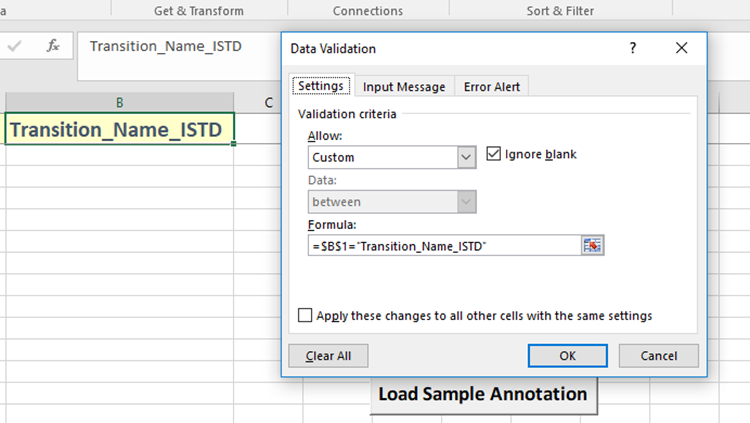 a Get & Transform Connections Sort & Filter
fx Transition_Name_ISTD
Data Validation ?
Settings Input Message Error Alert
B C
Validation criteria
Transition_Name_ISTD
Allow:
Custom Ignore blank
Data:
between
Formula:
=$B$1="Transition_Name_ISTD"
Apply these changes to all other cells with the same settings
Clear All OK Cancel
Load Sample Annotation